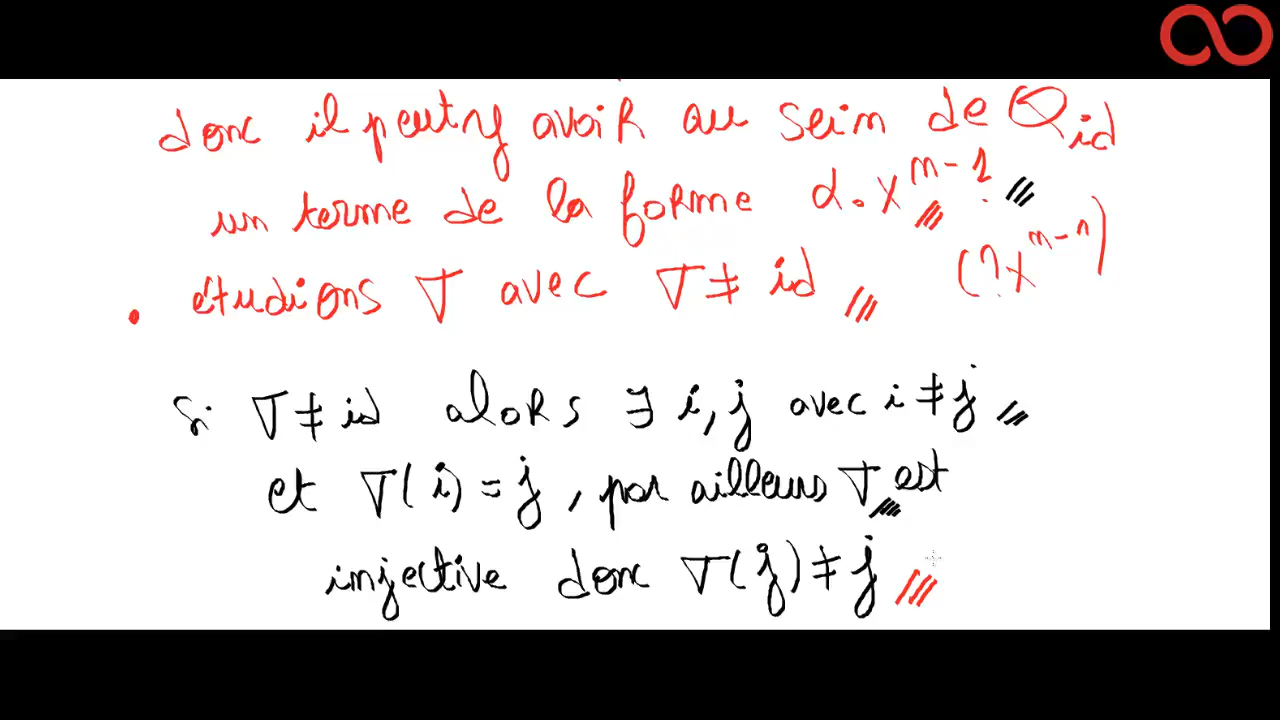 donc il peut y avoir au sein de Q_id
un terme de la forme α.X^{n-1}.
(?X^{n-1})
• étudions σ avec σ ≠ id
Si σ ≠ id alors ∃ i, j avec i ≠ j
et σ(i) = j, par ailleurs σ est
injective donc σ(j) ≠ j